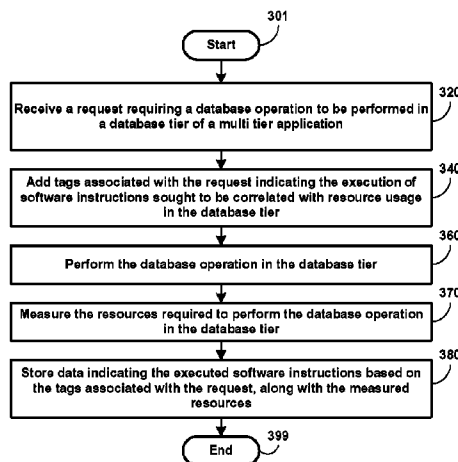 301
Start
320
Receive a request requiring a database operation to be performed in
a database tier of a multi tier application
340
Add tags associated with the request indicating the execution of
software instructions sought to be correlated with resource usage
in the database tier
360
Perform the database operation in the database tier
370
Measure the resources required to perform the database operation
in the database tier
380
Store data indicating the executed software instructions based on
the tags associated with the request, along with the measured
resources
End
399